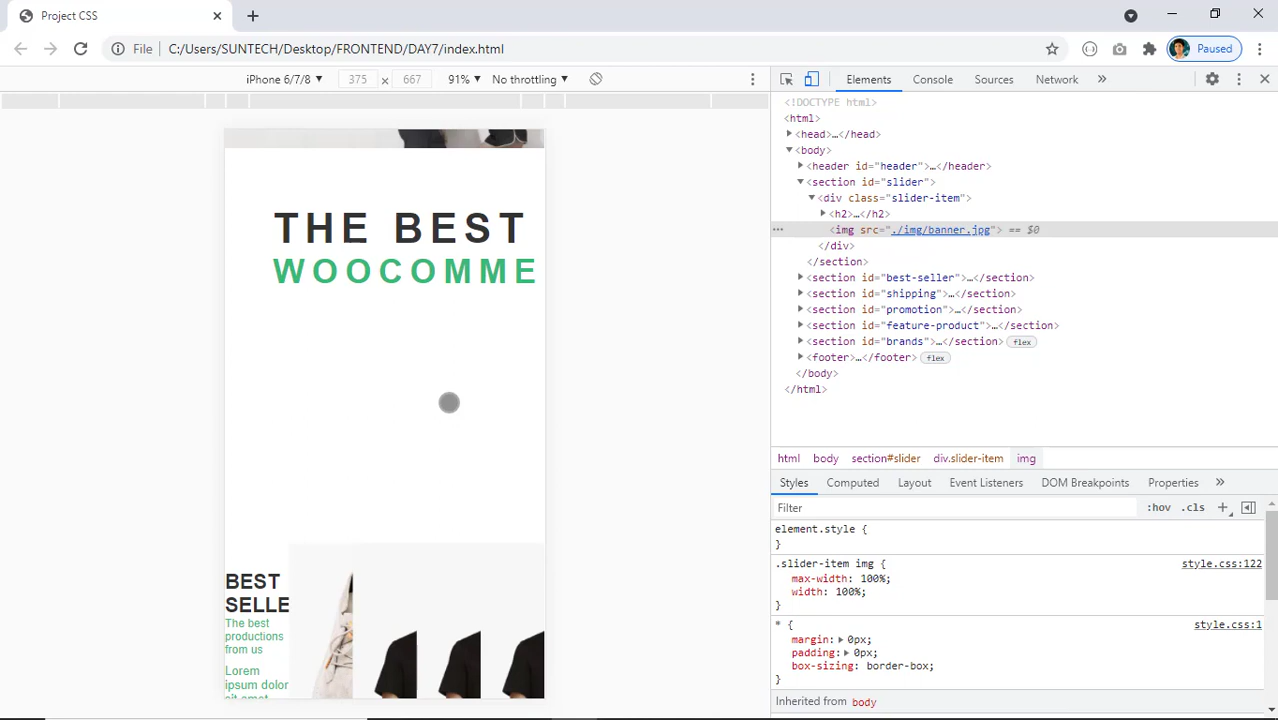 Project CSS
File C:/Users/SUNTECH/Desktop/FRONTEND/DAY7/index.html
Paused
iPhone 6/7/8 375 × 667 91% No throttling
Elements Console Sources Network
<!DOCTYPE html>
<html>
<head>…</head>
<body>
<header id="header">…</header>
<section id="slider">
<div class="slider-item">
<h2>…</h2>
<img src="./img/banner.jpg"> == $0
</div>
</section>
<section id="best-seller">…</section>
<section id="shipping">…</section>
<section id="promotion">…</section>
<section id="feature-product">…</section>
<section id="brands">…</section> flex
<footer>…</footer> flex
</body>
</html>
THE BEST
WOOCOMME
BEST
SELLE
The best
productions
from us
Lorem
ipsum dolor
sit amet
html body section#slider div.slider-item img
Styles Computed Layout Event Listeners DOM Breakpoints Properties
Filter :hov .cls
element.style {
}
.slider-item img { style.css:122
max-width: 100%;
width: 100%;
}
* { style.css:1
margin: 0px;
padding: 0px;
box-sizing: border-box;
}
Inherited from body